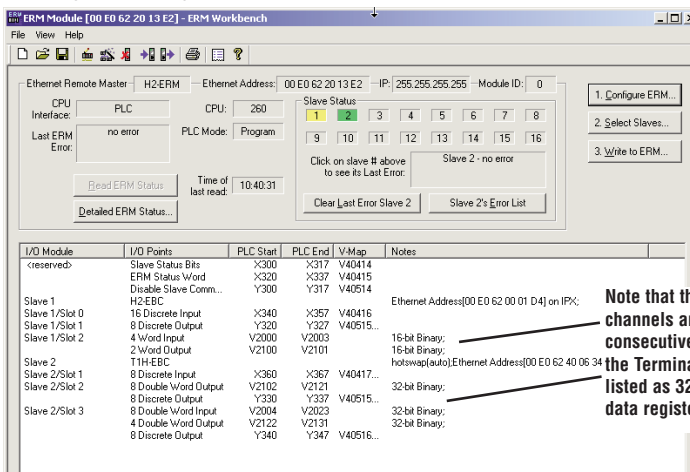 ERM Module [00 E0 62 20 13 E2] - ERM Workbench
File View Help
Ethernet Remote Master H2-ERM Ethernet Address: 00 E0 62 20 13 E2 IP: 255.255.255.255 Module ID: 0
CPU Interface: PLC CPU: 260
Last ERM Error: no error PLC Mode: Program
Read ERM Status Time of last read: 10:40:31
Detailed ERM Status...
Slave Status
1 2 3 4 5 6 7 8
9 10 11 12 13 14 15 16
Click on slave # above to see its Last Error: Slave 2 - no error
Clear Last Error Slave 2 Slave 2's Error List
1. Configure ERM...
2. Select Slaves...
3. Write to ERM...
I/O Module I/O Points PLC Start PLC End V-Map Notes
<reserved> Slave Status Bits X300 X317 V40414
ERM Status Word X320 X337 V40415
Disable Slave Comm... Y300 Y317 V40514
Slave 1 H2-EBC Ethernet Address[00 E0 62 00 01 D4] on IPX;
Slave 1/Slot 0 16 Discrete Input X340 X357 V40416
Slave 1/Slot 1 8 Discrete Output Y320 Y327 V40515...
Slave 1/Slot 2 4 Word Input V2000 V2003 16-bit Binary;
2 Word Output V2100 V2101 16-bit Binary;
Slave 2 T1H-EBC hotswap(auto);Ethernet Address[00 E0 62 40 06 34
Slave 2/Slot 1 8 Discrete Input X360 X367 V40417...
Slave 2/Slot 2 8 Double Word Output V2102 V2121 32-bit Binary;
8 Discrete Output Y330 Y337 V40515...
Slave 2/Slot 3 8 Double Word Input V2004 V2023 32-bit Binary;
4 Double Word Output V2122 V2131 32-bit Binary;
8 Discrete Output Y340 Y347 V40516...
Note that
channels
consecutive
the
listed as 32
data